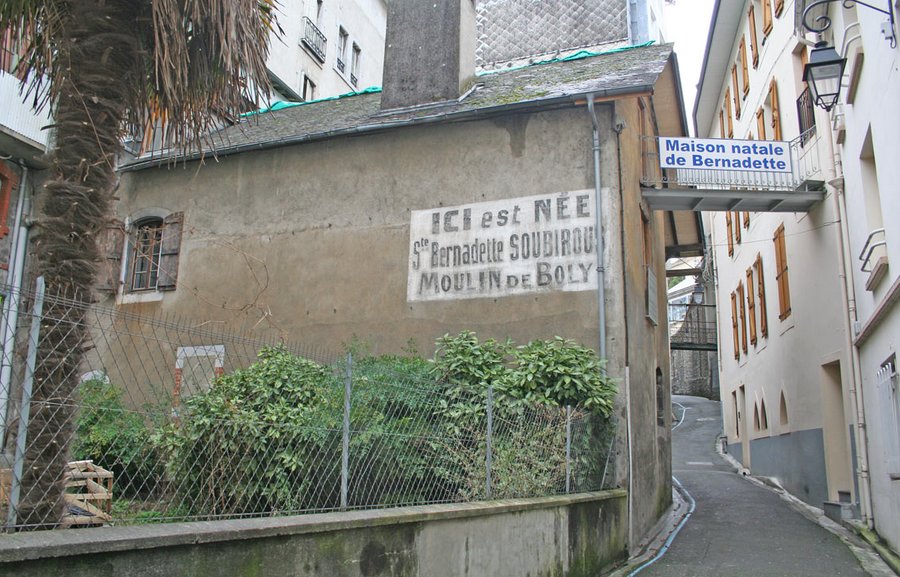 Maison natale
de Bernadette
ICI est NÉE
Ste Bernadette SOUBIROUS
MOULIN DE BOLY